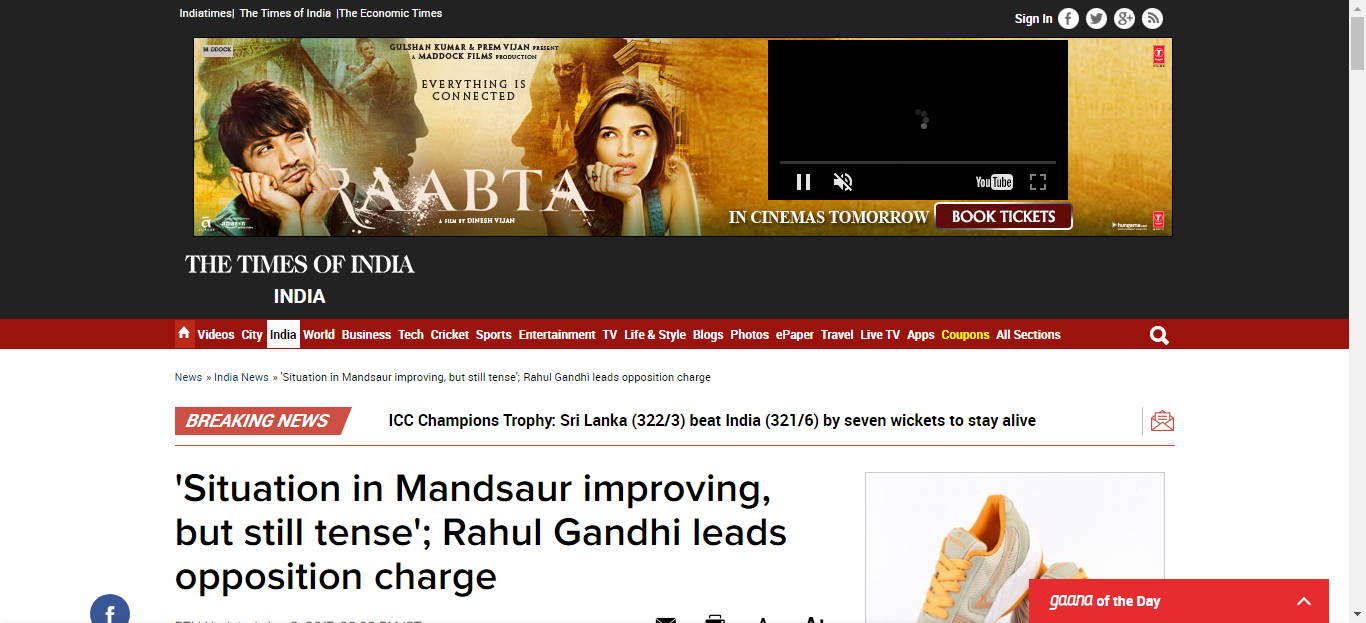 Indiatimes| The Times of India |The Economic Times
Sign In
MADDOCK
GULSHAN KUMAR & PREM VIJAN PRESENT
A MADDOCK FILMS PRODUCTION
EVERYTHING IS
CONNECTED
RAABTA
A FILM BY DINESH VIJAN
You Tube
IN CINEMAS TOMORROW BOOK TICKETS
THE TIMES OF INDIA
INDIA
Videos City India World Business Tech Cricket Sports Entertainment TV Life & Style Blogs Photos ePaper Travel Live TV Apps Coupons All Sections
News » India News » 'Situation in Mandsaur improving, but still tense'; Rahul Gandhi leads opposition charge
BREAKING NEWS
ICC Champions Trophy: Sri Lanka (322/3) beat India (321/6) by seven wickets to stay alive
'Situation in Mandsaur improving,
but still tense'; Rahul Gandhi leads
opposition charge
gaana of the Day